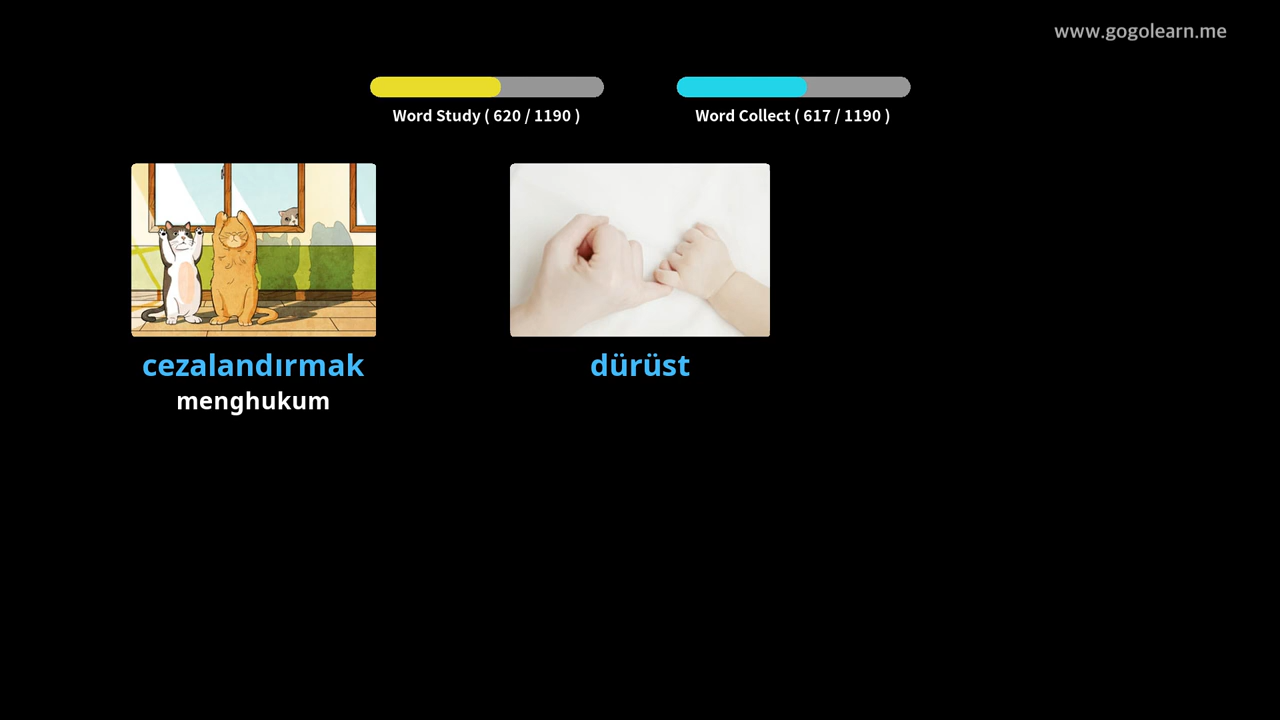 www.gogolearn.me
Word Study ( 620 / 1190 )
Word Collect ( 617 / 1190 )
cezalandırmak
menghukum
dürüst